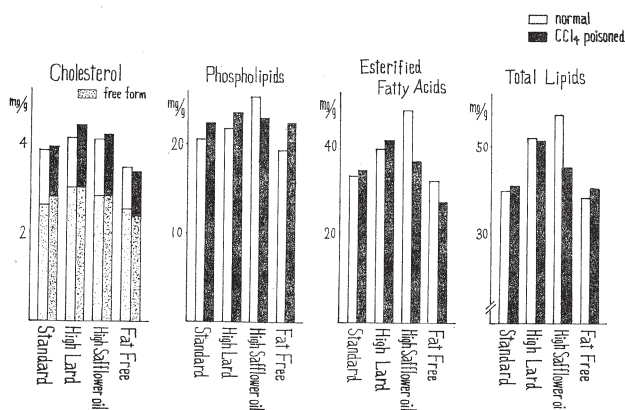 normal
CCl4 poisoned
Cholesterol
free form
mg/g
4
2
Standard
High Lard
High Safflower oil
Fat Free
Phospholipids
mg/g
20
10
Standard
High Lard
High Safflower oil
Fat Free
Esterified
Fatty Acids
mg/g
40
20
Standard
High Lard
High Safflower oil
Fat Free
Total Lipids
mg/g
50
30
Standard
High Lard
High Safflower oil
Fat Free